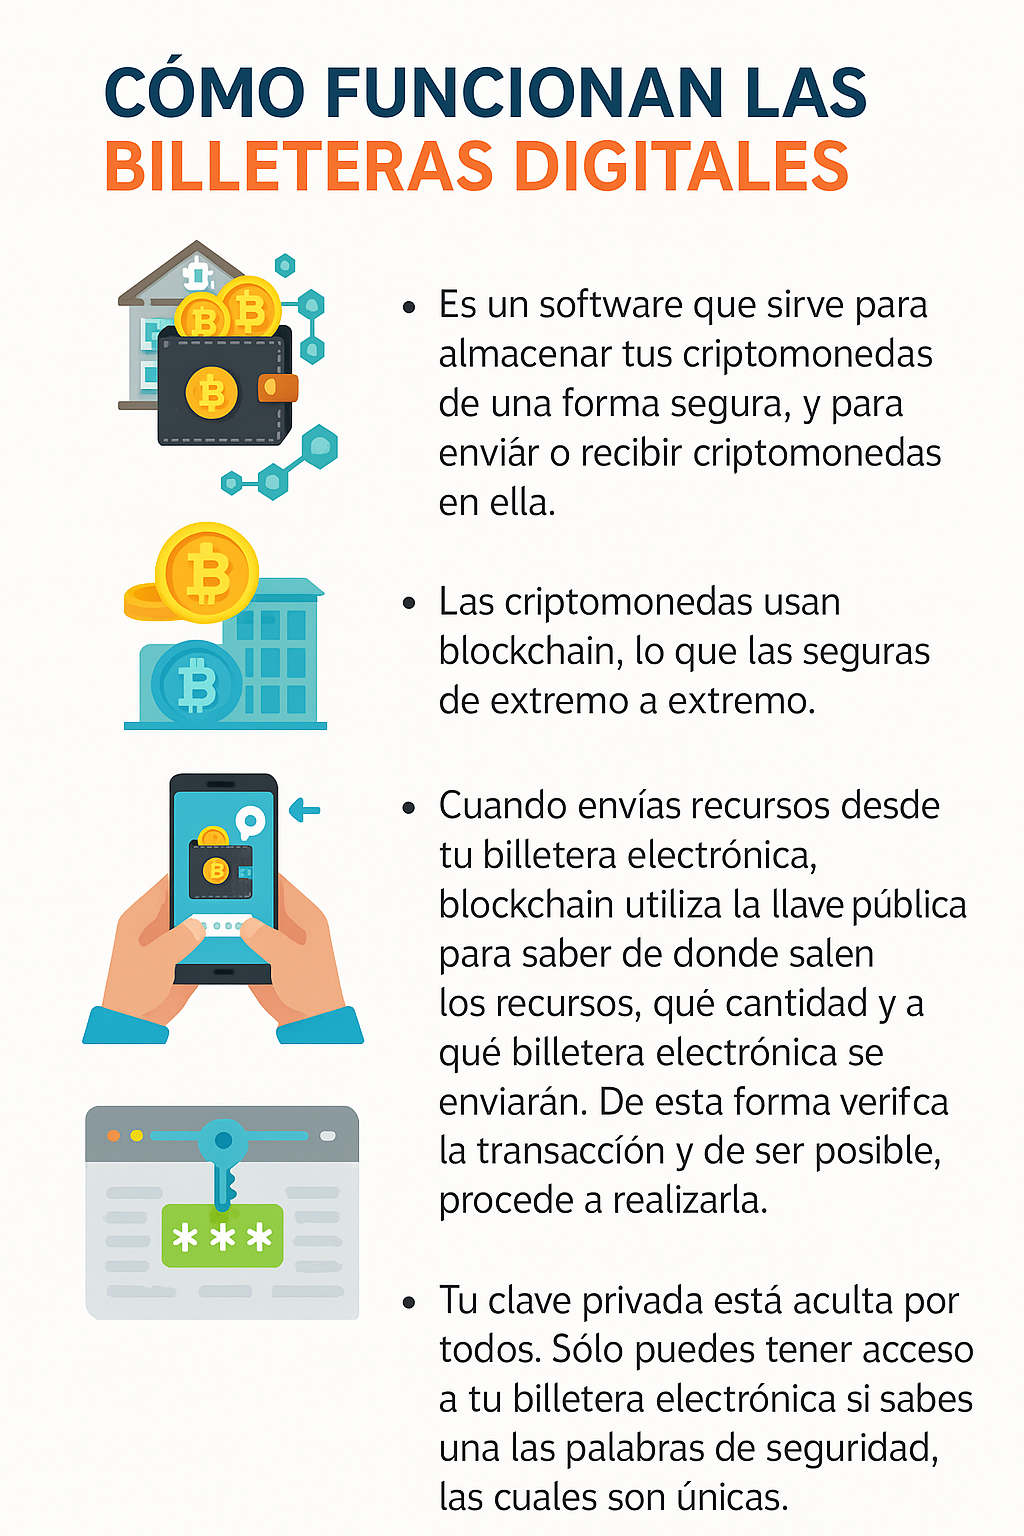 CÓMO FUNCIONAN LAS
BILLETERAS DIGITALES
• Es un software que sirve para
almacenar tus criptomonedas
de una forma segura, y para
enviár o recibir criptomonedas
en ella.
• Las criptomonedas usan
blockchain, lo que las seguras
de extremo a extremo.
• Cuando envías recursos desde
tu billetera electrónica,
blockchain utiliza la llave pública
para saber de donde salen
los recursos, qué cantidad y a
qué billetera electrónica se
enviarán. De esta forma verifca
la transaccíón y de ser posible,
procede a realizarla.
• Tu clave privada está aculta por
todos. Sólo puedes tener acceso
a tu billetera electrónica si sabes
una las palabras de seguridad,
las cuales son únicas.
***